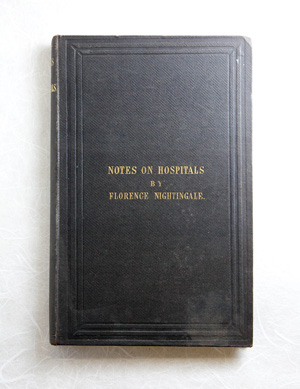 NOTES ON HOSPITALS
BY
FLORENCE NIGHTINGALE.